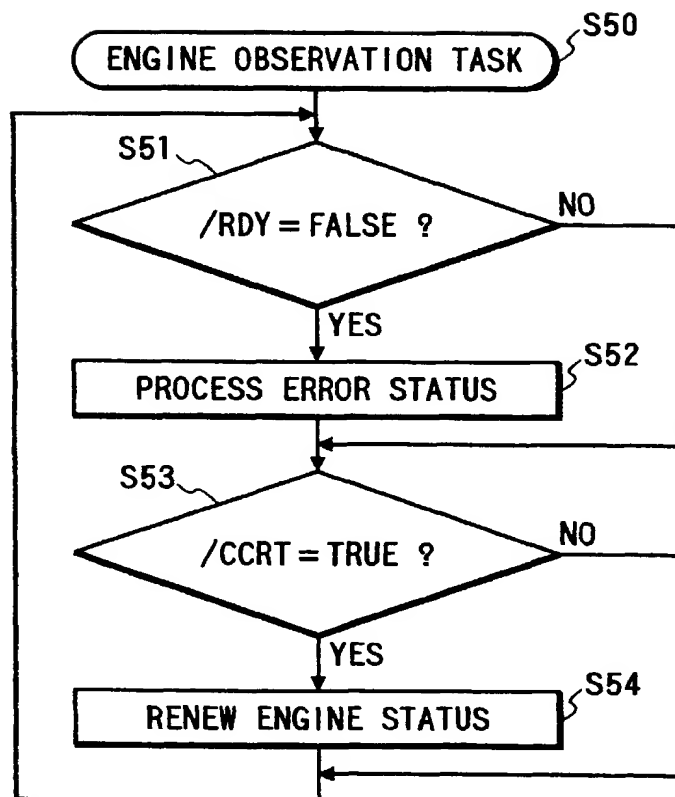 S50
ENGINE OBSERVATION TASK
S51
/RDY=FALSE ?
NO
YES
S52
PROCESS ERROR STATUS
S53
/CCRT=TRUE ?
NO
YES
S54
RENEW ENGINE STATUS